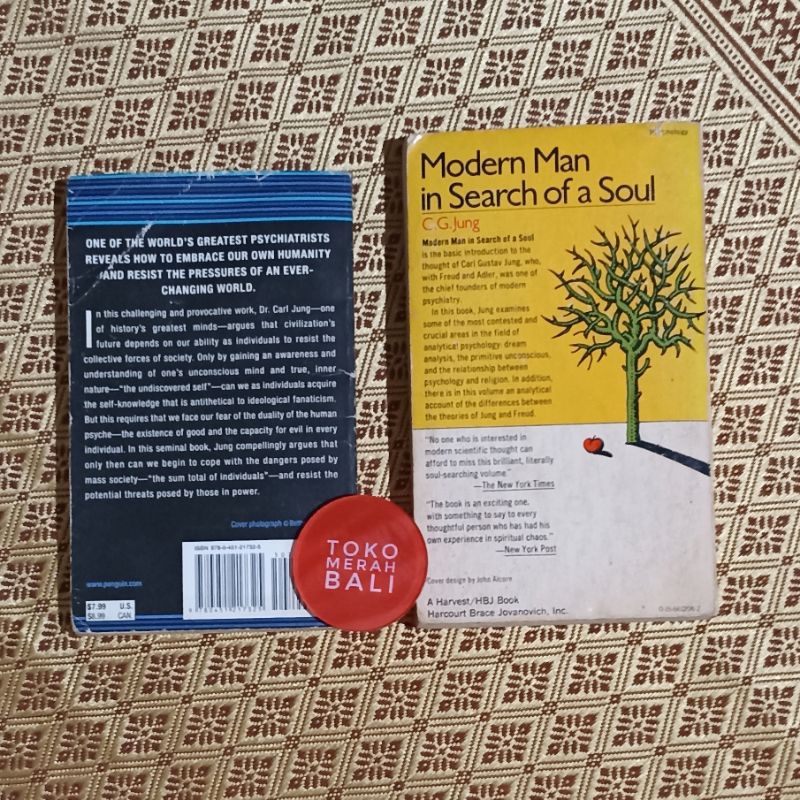 ONE OF THE WORLD'S GREATEST PSYCHIATRISTS
REVEALS HOW TO EMBRACE OUR OWN HUMANITY
AND RESIST THE PRESSURES OF AN EVER-
CHANGING WORLD.
In this challenging and provocative work, Dr. Carl Jung—one
of history's greatest minds—argues that civilization's
future depends on our ability as individuals to resist the
collective forces of society. Only by gaining an awareness and
understanding of one's unconscious mind and true, inner
nature—"the undiscovered self"—can we as individuals acquire
the self-knowledge that is antithetical to ideological fanaticism.
But this requires that we face our fear of the duality of the human
psyche—the existence of good and the capacity for evil in every
individual. In this seminal book, Jung compellingly argues that
only then can we begin to cope with the dangers posed by
mass society—"the sum total of individuals"—and resist the
potential threats posed by those in power.
Cover photograph ©
ISBN 978-0-451-21732-5
www.penguin.com
$7.99 U.S.
$8.99 CAN.
9 780451 217325
TOKO
MERAH
BALI
Psychology
Modern Man
in Search of a Soul
C.G.Jung
Modern Man in Search of a Soul
is the basic introduction to the
thought of Carl Gustav Jung, who,
with Freud and Adler, was one of
the chief founders of modern
psychiatry.
In this book, Jung examines
some of the most contested and
crucial areas in the field of
analytical psychology: dream
analysis, the primitive unconscious,
and the relationship between
psychology and religion. In addition,
there is in this volume an analytical
account of the differences between
the theories of Jung and Freud.
"No one who is interested in
modern scientific thought can
afford to miss this brilliant, literally
soul-searching volume."
—The New York Times
"The book is an exciting one,
with something to say to every
thoughtful person who has had his
own experience in spiritual chaos."
—New York Post
Cover design by John Alcorn
A Harvest/HBJ Book
Harcourt Brace Jovanovich, Inc.